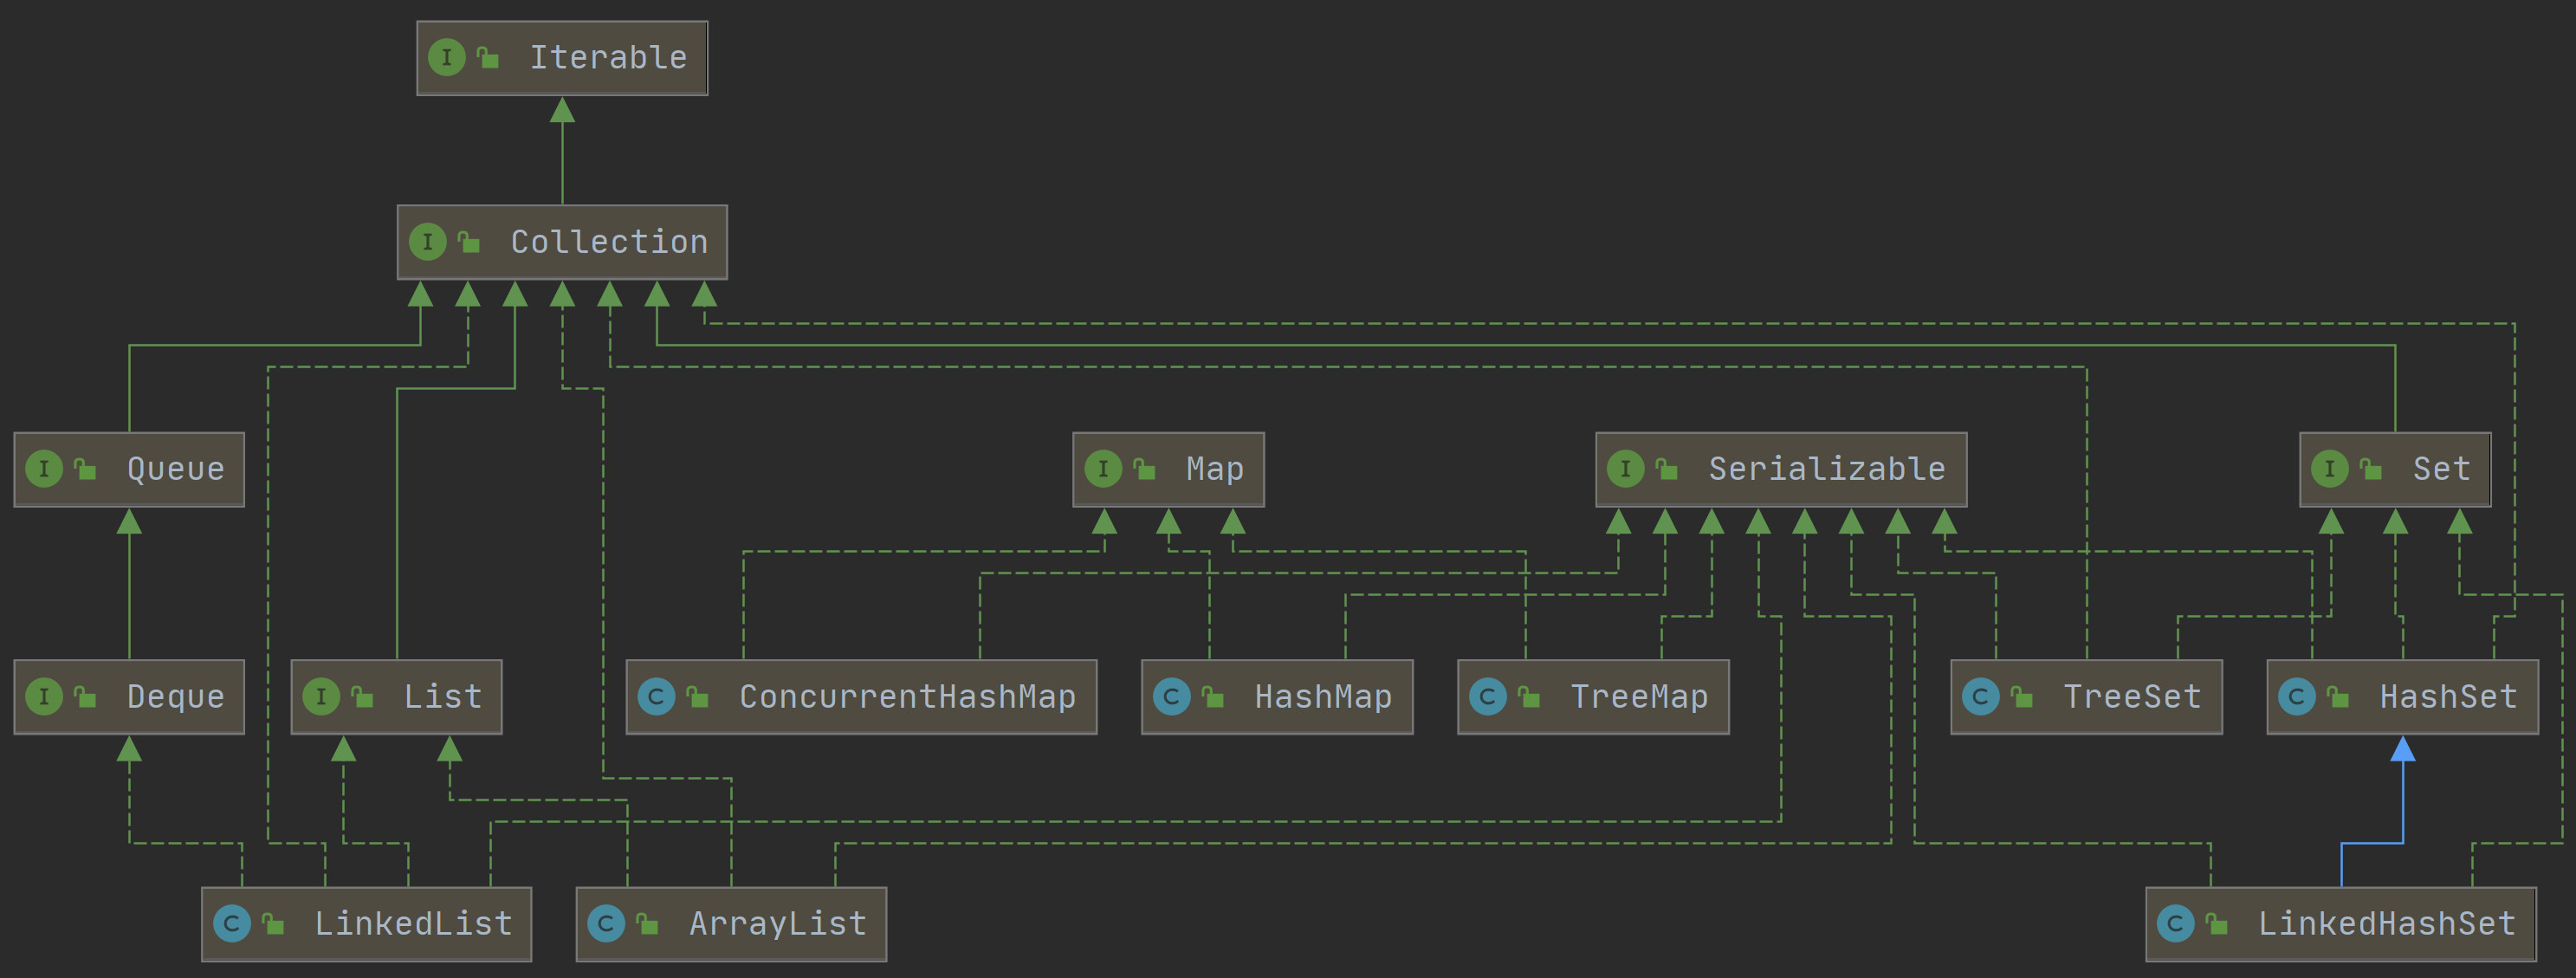 I Iterable
I Collection
I Queue
I Map
I Serializable
I Set
I Deque
I List
C ConcurrentHashMap
C HashMap
C TreeMap
C TreeSet
C HashSet
C LinkedList
C ArrayList
C LinkedHashSet